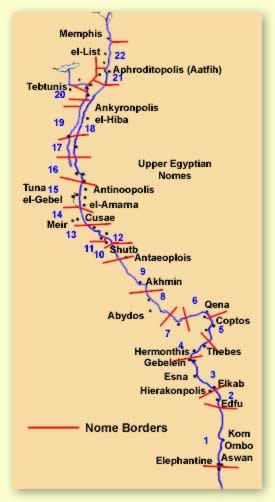 Memphis
el-List
22
Aphroditopolis (Aatfih)
21
Tebtunis
20
Ankyronpolis
el-Hiba
19
18
17
Upper Egyptian
Nomes
16
Tuna
el-Gebel
15
Antinoopolis
el-Amarna
14
Meir
Cusae
13
12
11
10
Shutb
Antaeoplois
9
Akhmin
8
Abydos
7
6
Qena
Coptos
5
4
Hermonthis
Thebes
Gebelein
Esna
3
Elkab
Hierakonpolis
2
Edfu
Nome Borders
1
Kom
Ombo
Elephantine
Aswan